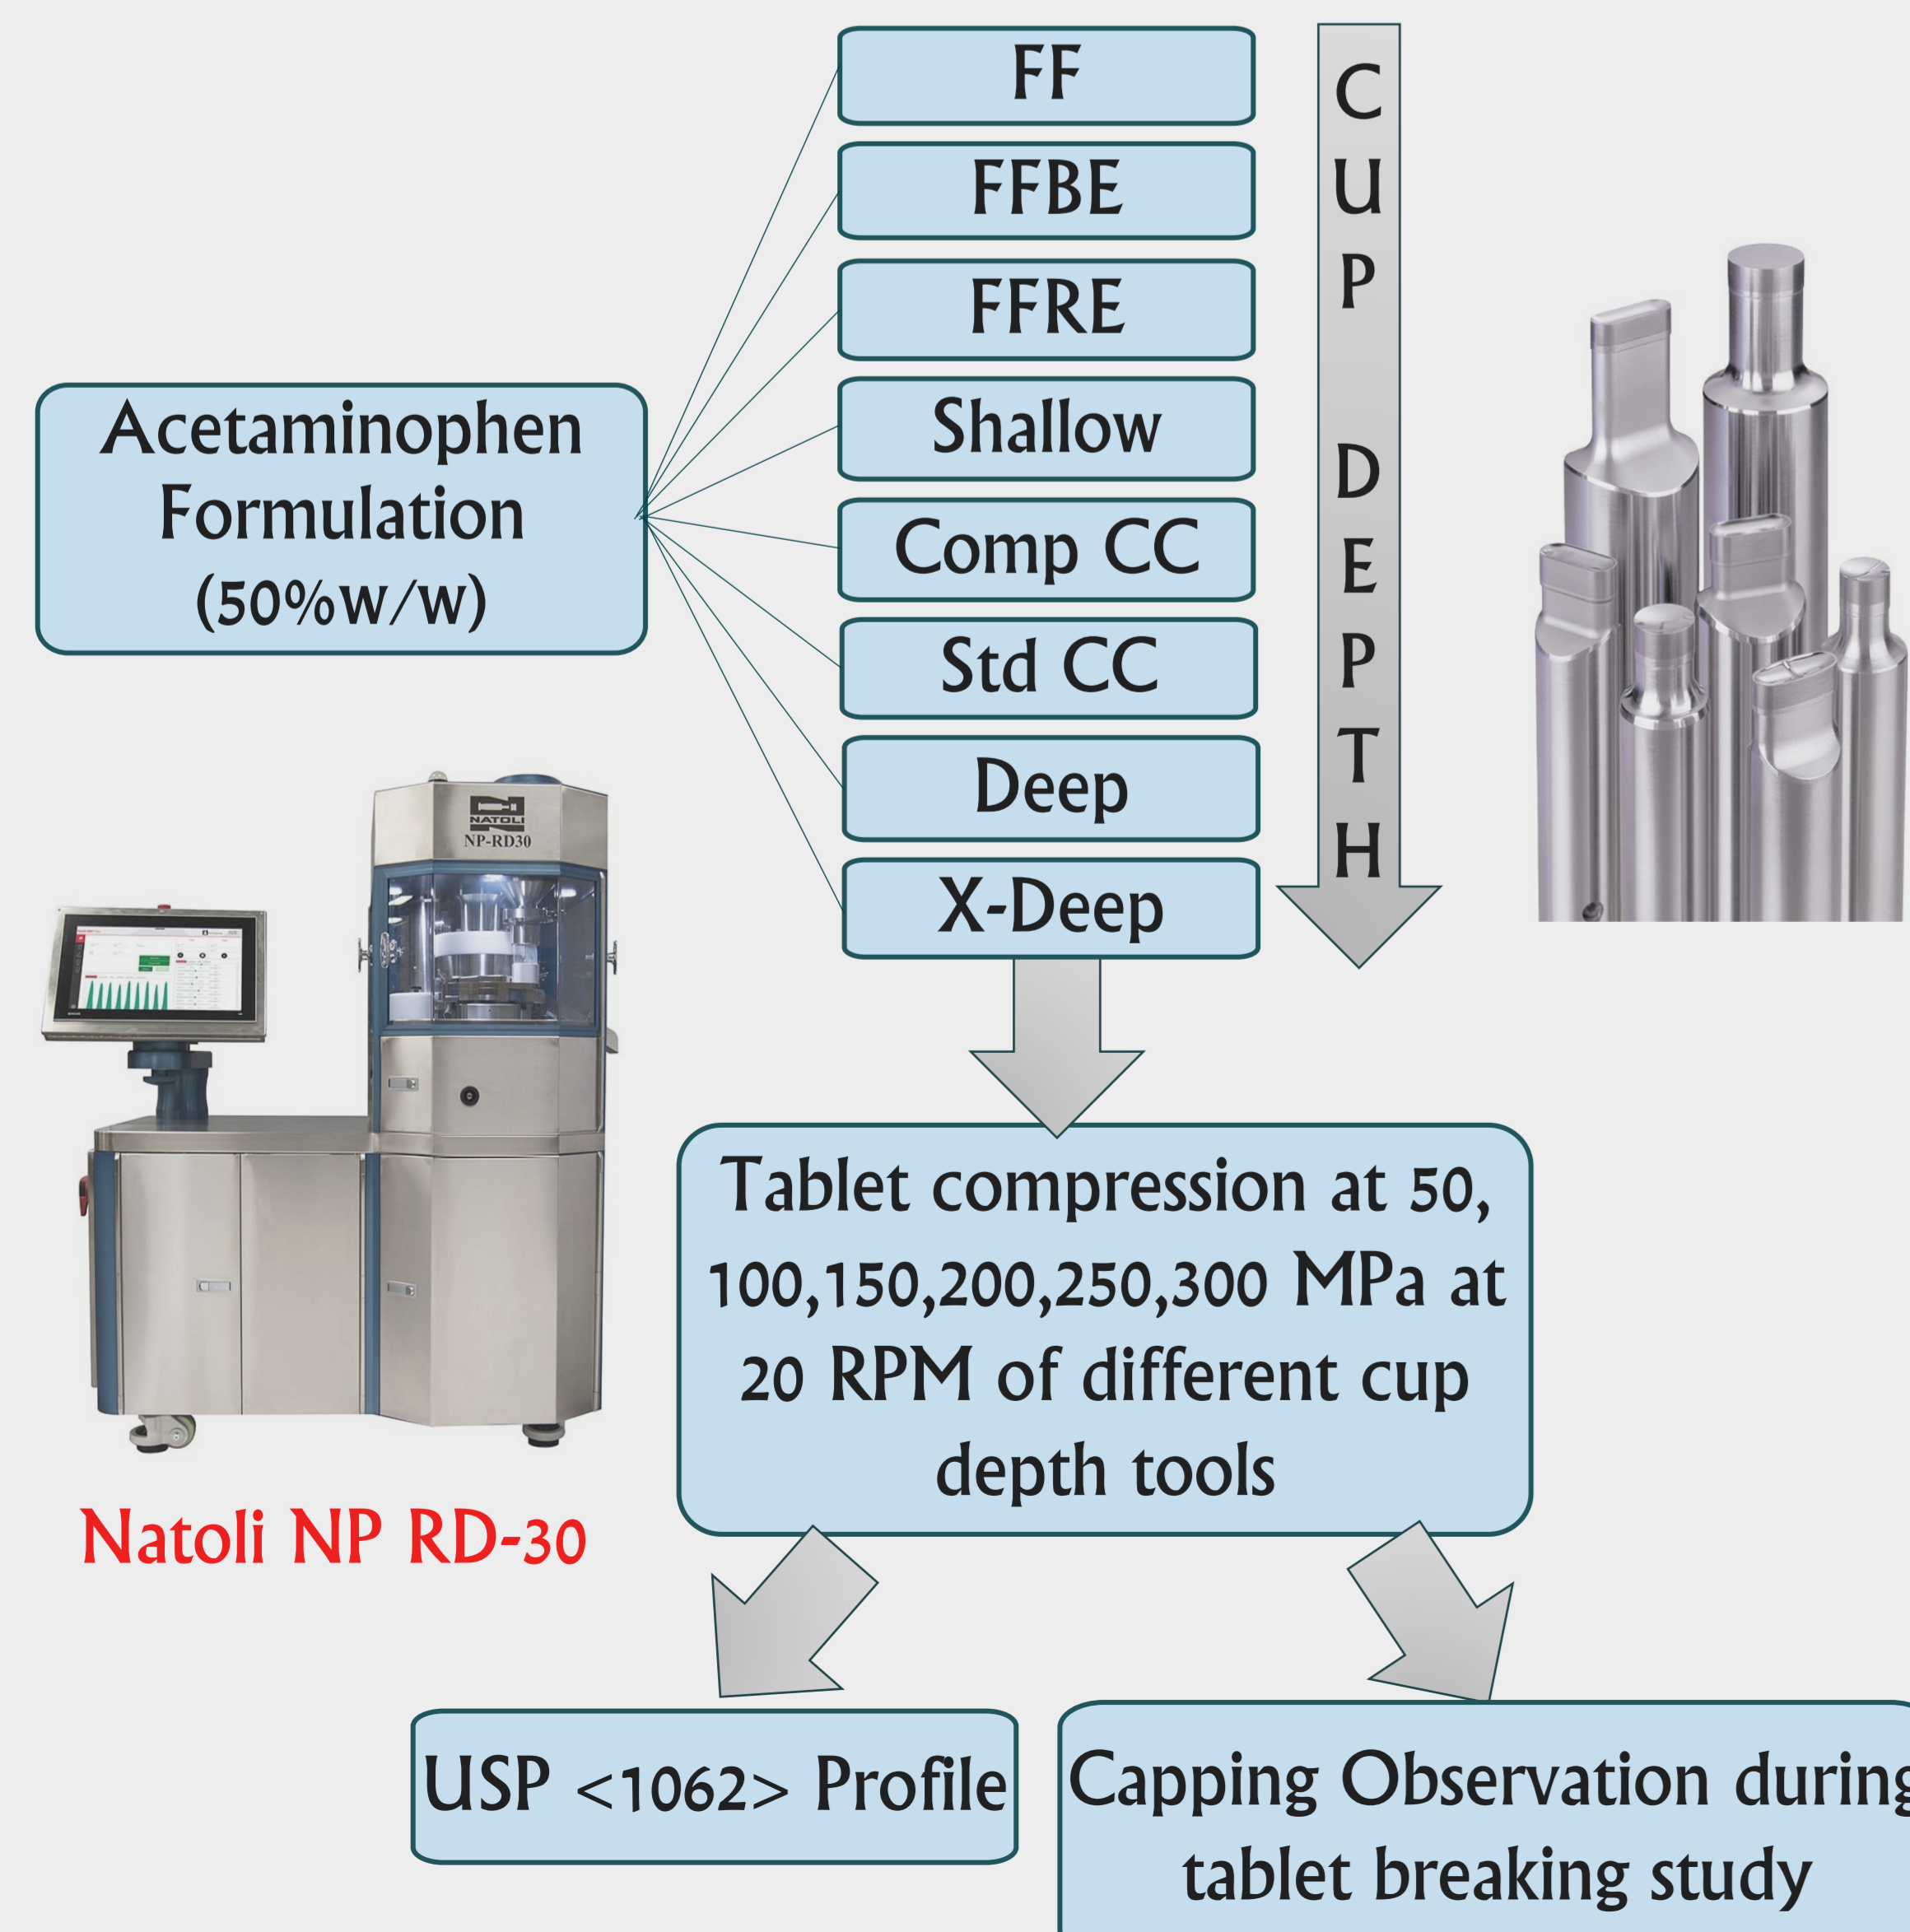 FF
FFBE
FFRE
Shallow
Comp CC
Std CC
Deep
X-Deep
CUP DEPTH
Acetaminophen
Formulation
(50%w/w)
NATOLI
NP-RD30
Natoli NP RD-30
Tablet compression at 50,
100,150,200,250,300 MPa at
20 RPM of different cup
depth tools
USP <1062> Profile
Capping Observation during
tablet breaking study